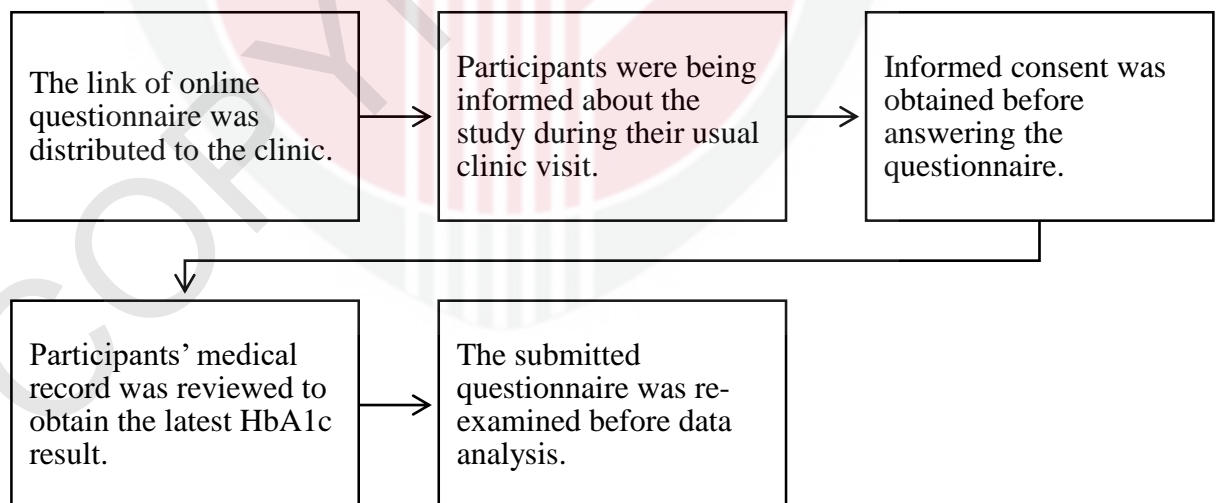 The link of online
questionnaire was
distributed to the clinic.
Participants were being
informed about the
study during their usual
clinic visit.
Informed consent was
obtained before
answering the
questionnaire.
Participants’ medical
record was reviewed to
obtain the latest HbA1c
result.
The submitted
questionnaire was re-
examined before data
analysis.
COPY